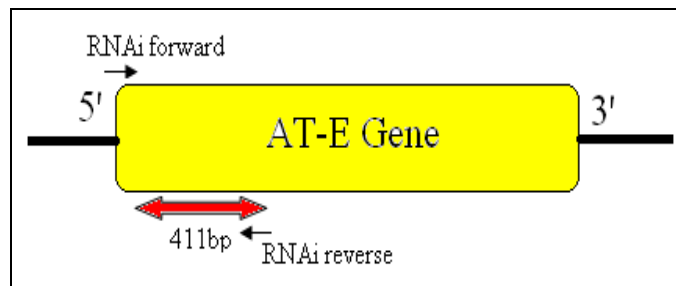 RNAi forward
5'
3'
AT-E Gene
411bp
RNAi reverse